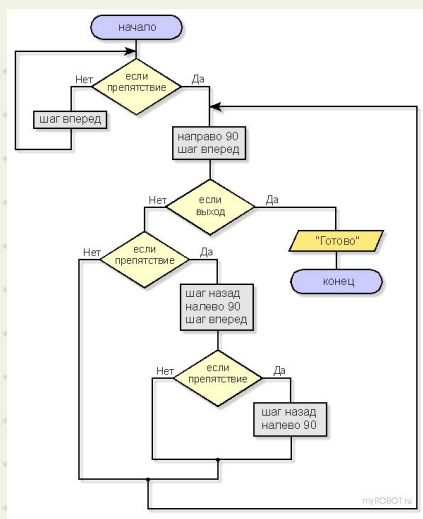 начало
если
препятствие
Нет
Да
шаг вперед
направо 90
шаг вперед
если
выход
Нет
Да
"Готово"
конец
если
препятствие
Нет
Да
шаг назад
налево 90
шаг вперед
если
препятствие
Нет
Да
шаг назад
налево 90
myROBOT.ru